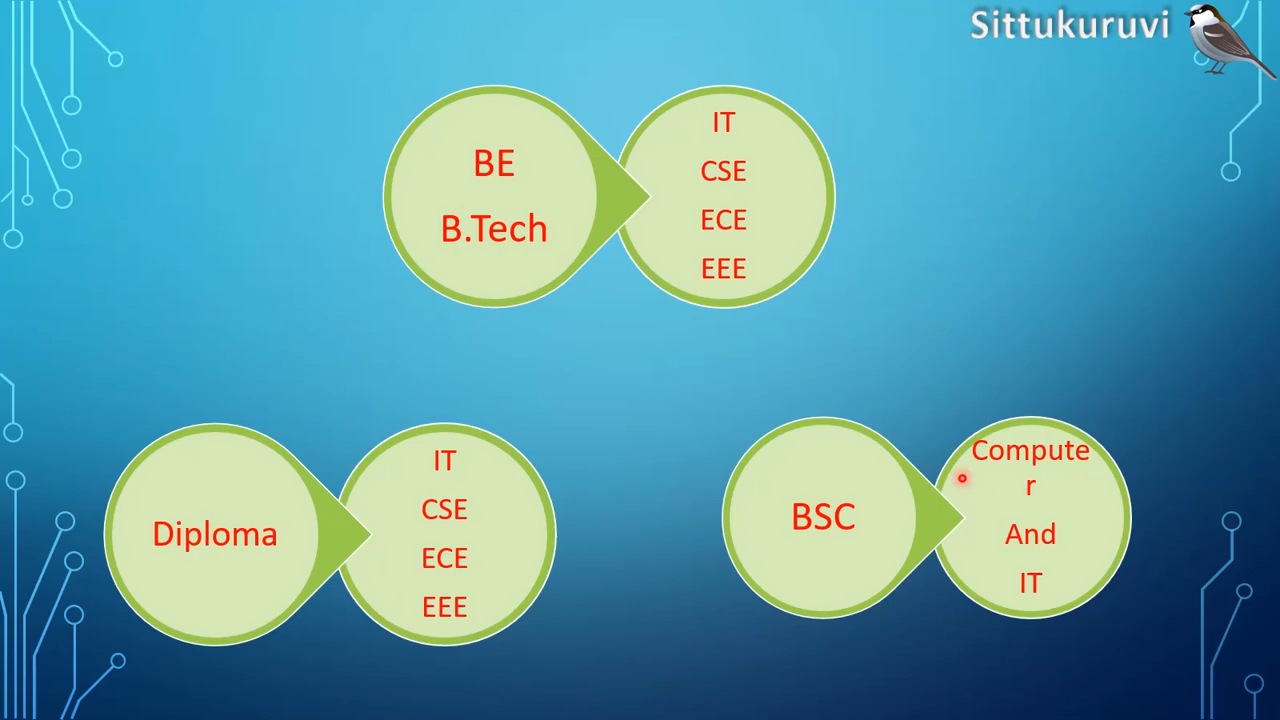 Sittukuruvi
BE
B.Tech
IT
CSE
ECE
EEE
Diploma
IT
CSE
ECE
EEE
BSC
Compute
r
And
IT